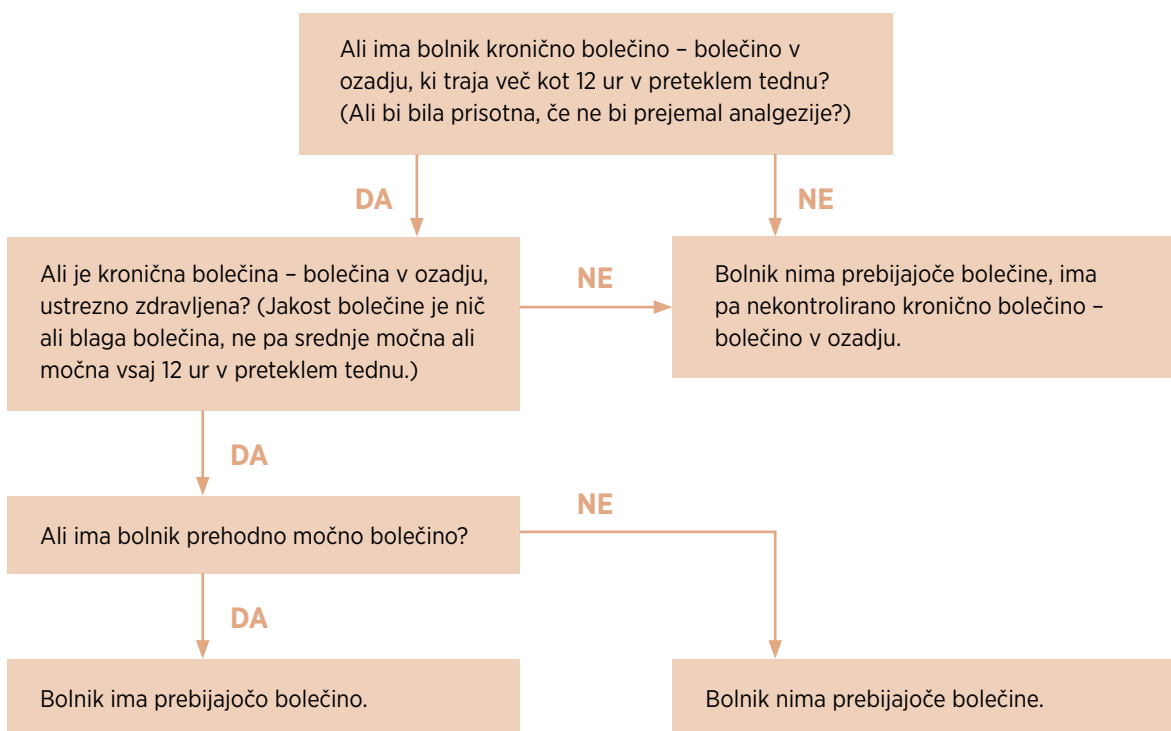 Ali ima bolnik kronično bolečino – bolečino v
ozadju, ki traja več kot 12 ur v preteklem tednu?
(Ali bi bila prisotna, če ne bi prejemal analgezije?)
DA
NE
Ali je kronična bolečina – bolečina v ozadju,
ustrezno zdravljena? (Jakost bolečine je nič
ali blaga bolečina, ne pa srednje močna ali
močna vsaj 12 ur v preteklem tednu.)
NE
Bolnik nima prebijajoče bolečine, ima
pa nekontrolirano kronično bolečino –
bolečino v ozadju.
DA
Ali ima bolnik prehodno močno bolečino?
NE
DA
Bolnik ima prebijajočo bolečino.
Bolnik nima prebijajoče bolečine.